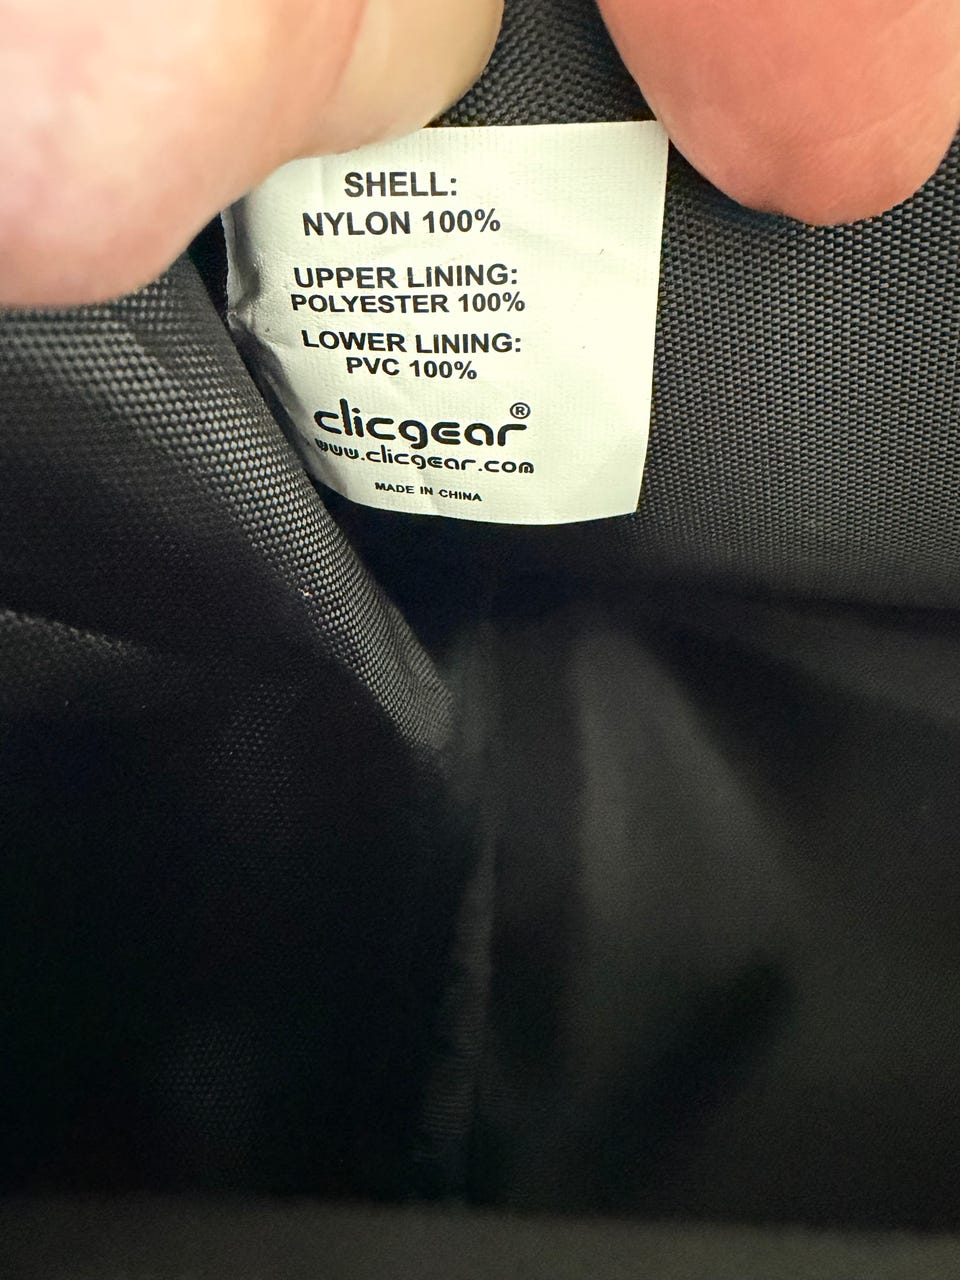 SHELL:
NYLON 100%
UPPER LINING:
POLYESTER 100%
LOWER LINING:
PVC 100%
clicgear®
www.clicgear.com
MADE IN CHINA